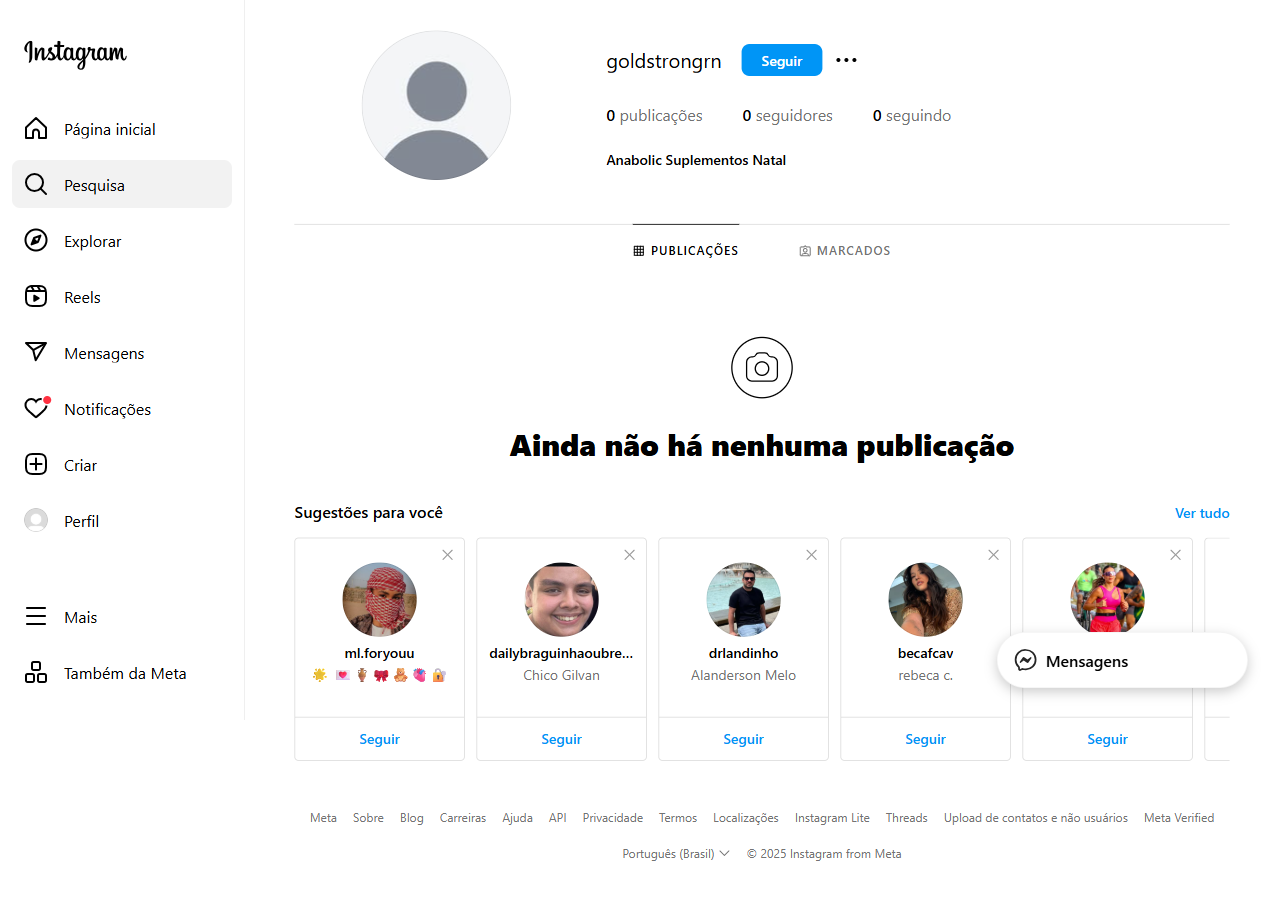 Instagram
Página inicial
Pesquisa
Explorar
Reels
Mensagens
Notificações
Criar
Perfil
Mais
Também da Meta
goldstrongrn Seguir
0 publicações 0 seguidores 0 seguindo
Anabolic Suplementos Natal
PUBLICAÇÕES MARCADOS
Ainda não há nenhuma publicação
Sugestões para você Ver tudo
ml.foryouu dailybraguinhaoubre... drlandinho becafcav
🌟 💌 🏺 🎀 🧸 💘 🔐 Chico Gilvan Alanderson Melo rebeca c.
Mensagens
Seguir Seguir Seguir Seguir Seguir
Meta Sobre Blog Carreiras Ajuda API Privacidade Termos Localizações Instagram Lite Threads Upload de contatos e não usuários Meta Verified
Português (Brasil) © 2025 Instagram from Meta